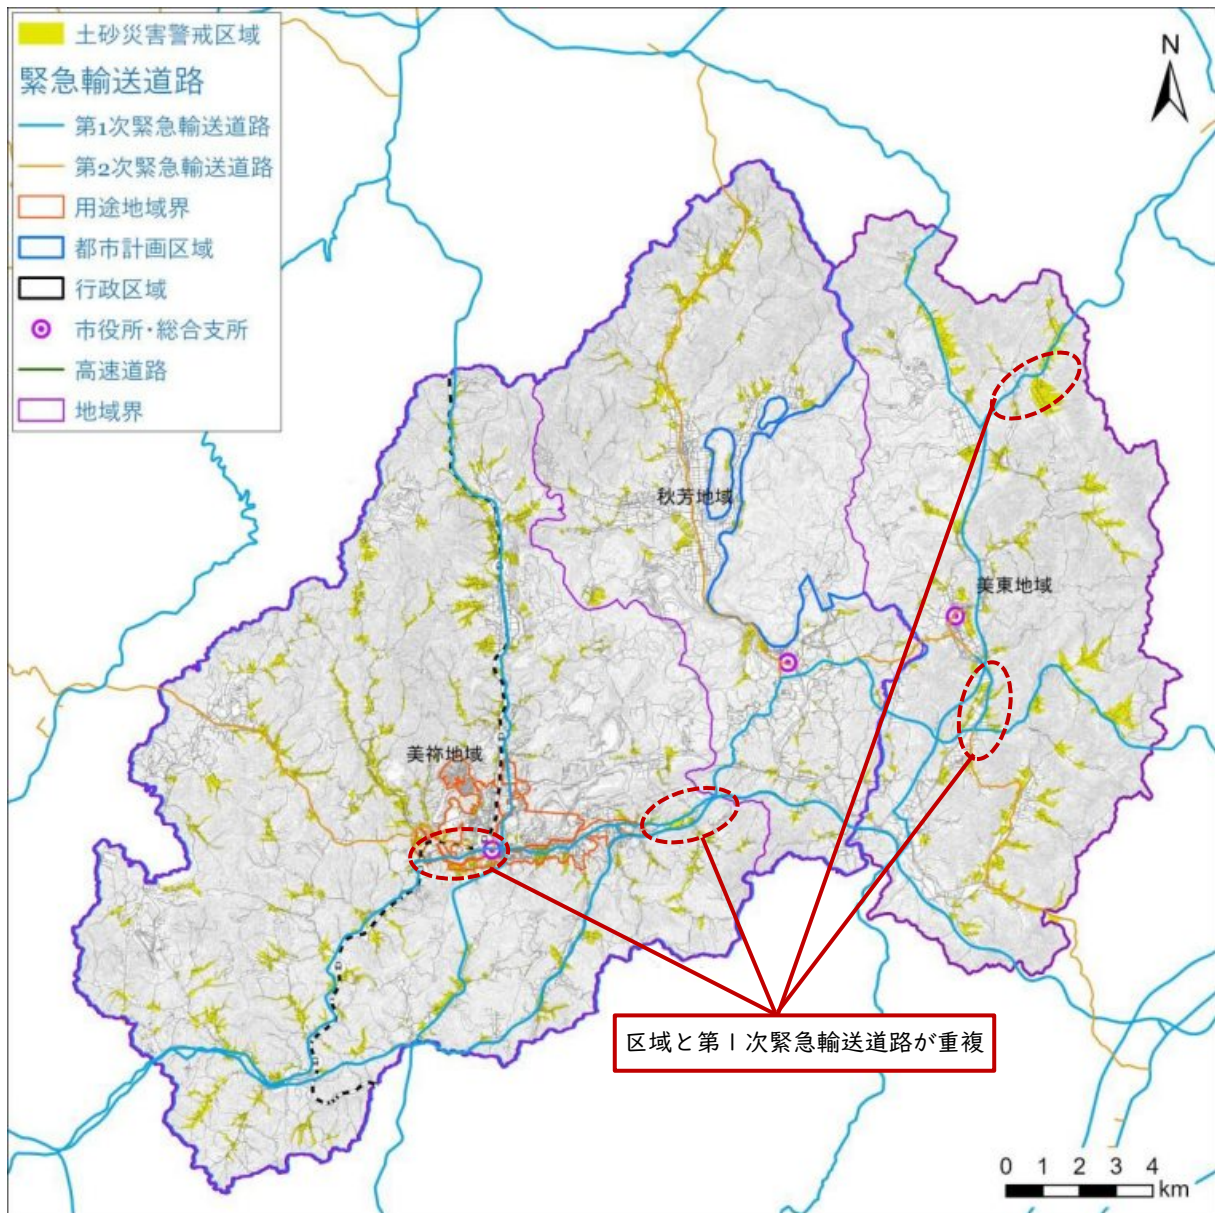 土砂災害警戒区域
緊急輸送道路
第1次緊急輸送道路
第2次緊急輸送道路
用途地域界
都市計画区域
行政区域
市役所・総合支所
高速道路
地域界
N
秋芳地域
美東地域
美祢地域
区域と第1次緊急輸送道路が重複
0 1 2 3 4
km